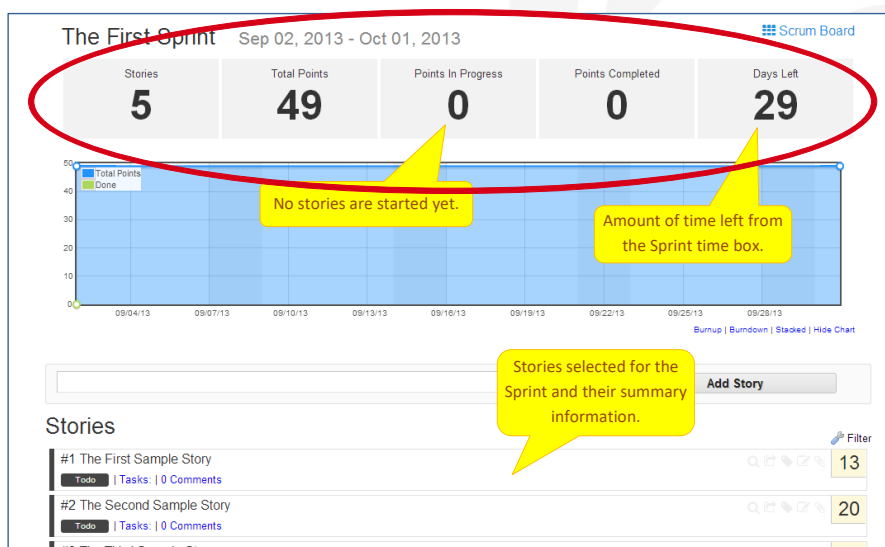 The First Sprint Sep 02, 2013 - Oct 01, 2013 Scrum Board
Stories Total Points Points In Progress Points Completed Days Left
5 49 0 0 29
50
Total Points
Done
40
30
20
10
0
No stories are started yet.
Amount of time left from
the Sprint time box.
09/04/13 09/07/13 09/10/13 09/13/13 09/16/13 09/19/13 09/22/13 09/25/13 09/28/13
Burnup | Burndown | Stacked | Hide Chart
Stories selected for the
Sprint and their summary
information.
Add Story
Stories
Filter
#1 The First Sample Story 13
Todo | Tasks: | 0 Comments
#2 The Second Sample Story 20
Todo | Tasks: | 0 Comments